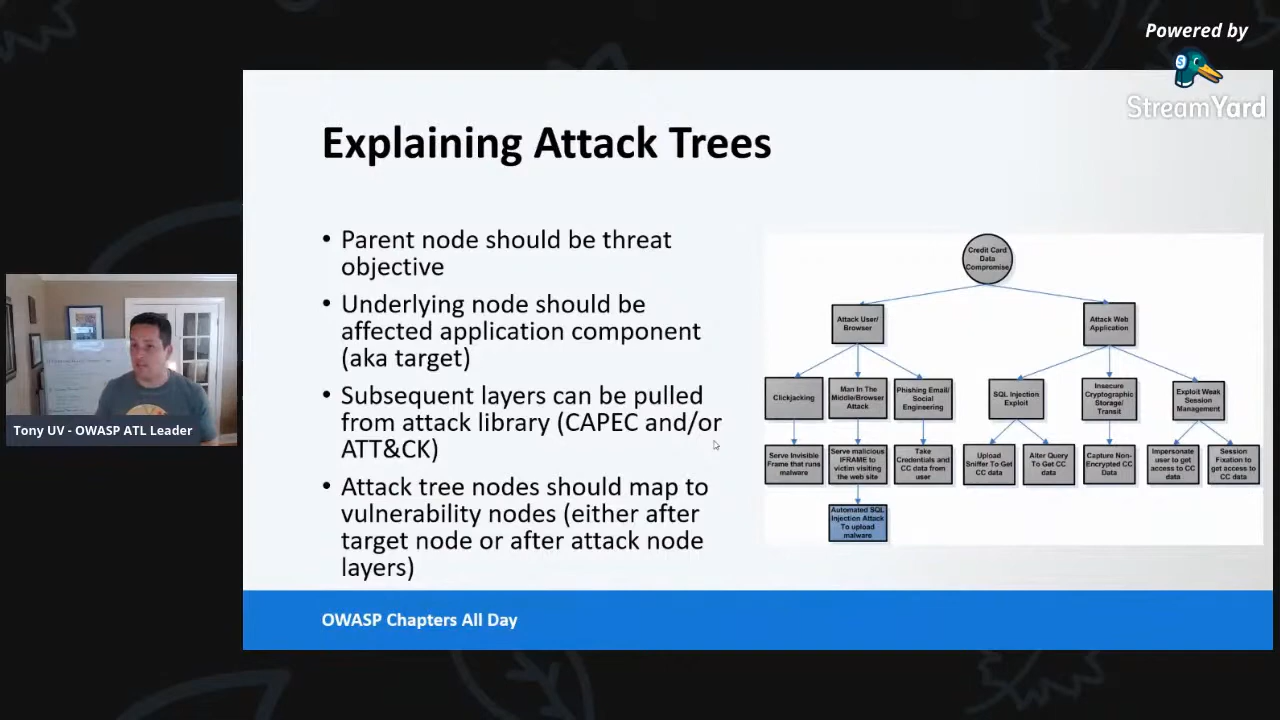 Powered by
StreamYard
Explaining Attack Trees
• Parent node should be threat
objective
• Underlying node should be
affected application component
(aka target)
• Subsequent layers can be pulled
from attack library (CAPEC and/or
ATT&CK)
• Attack tree nodes should map to
vulnerability nodes (either after
target node or after attack node
layers)
Credit Card
Data
Compromise
Attack User/
Browser
Attack Web
Application
Clickjacking
Man In The
Middle/Browser
Attack
Phishing Email/
Social
Engineering
SQL Injection
Exploit
Insecure
Cryptographic
Storage/
Transit
Exploit Weak
Session
Management
Serve Invisible
Frame that runs
malware
Serve malicious
IFRAME to
victim visiting
the web site
Take
Credentials and
CC data from
user
Upload
Sniffer To Get
CC data
Alter Query
To Get CC
data
Capture Non-
Encrypted CC
Data
Impersonate
user to get
access to CC
data
Session
Fixation to
get access to
CC data
Automated SQL
Injection Attack
To upload
malware
Tony UV - OWASP ATL Leader
OWASP Chapters All Day